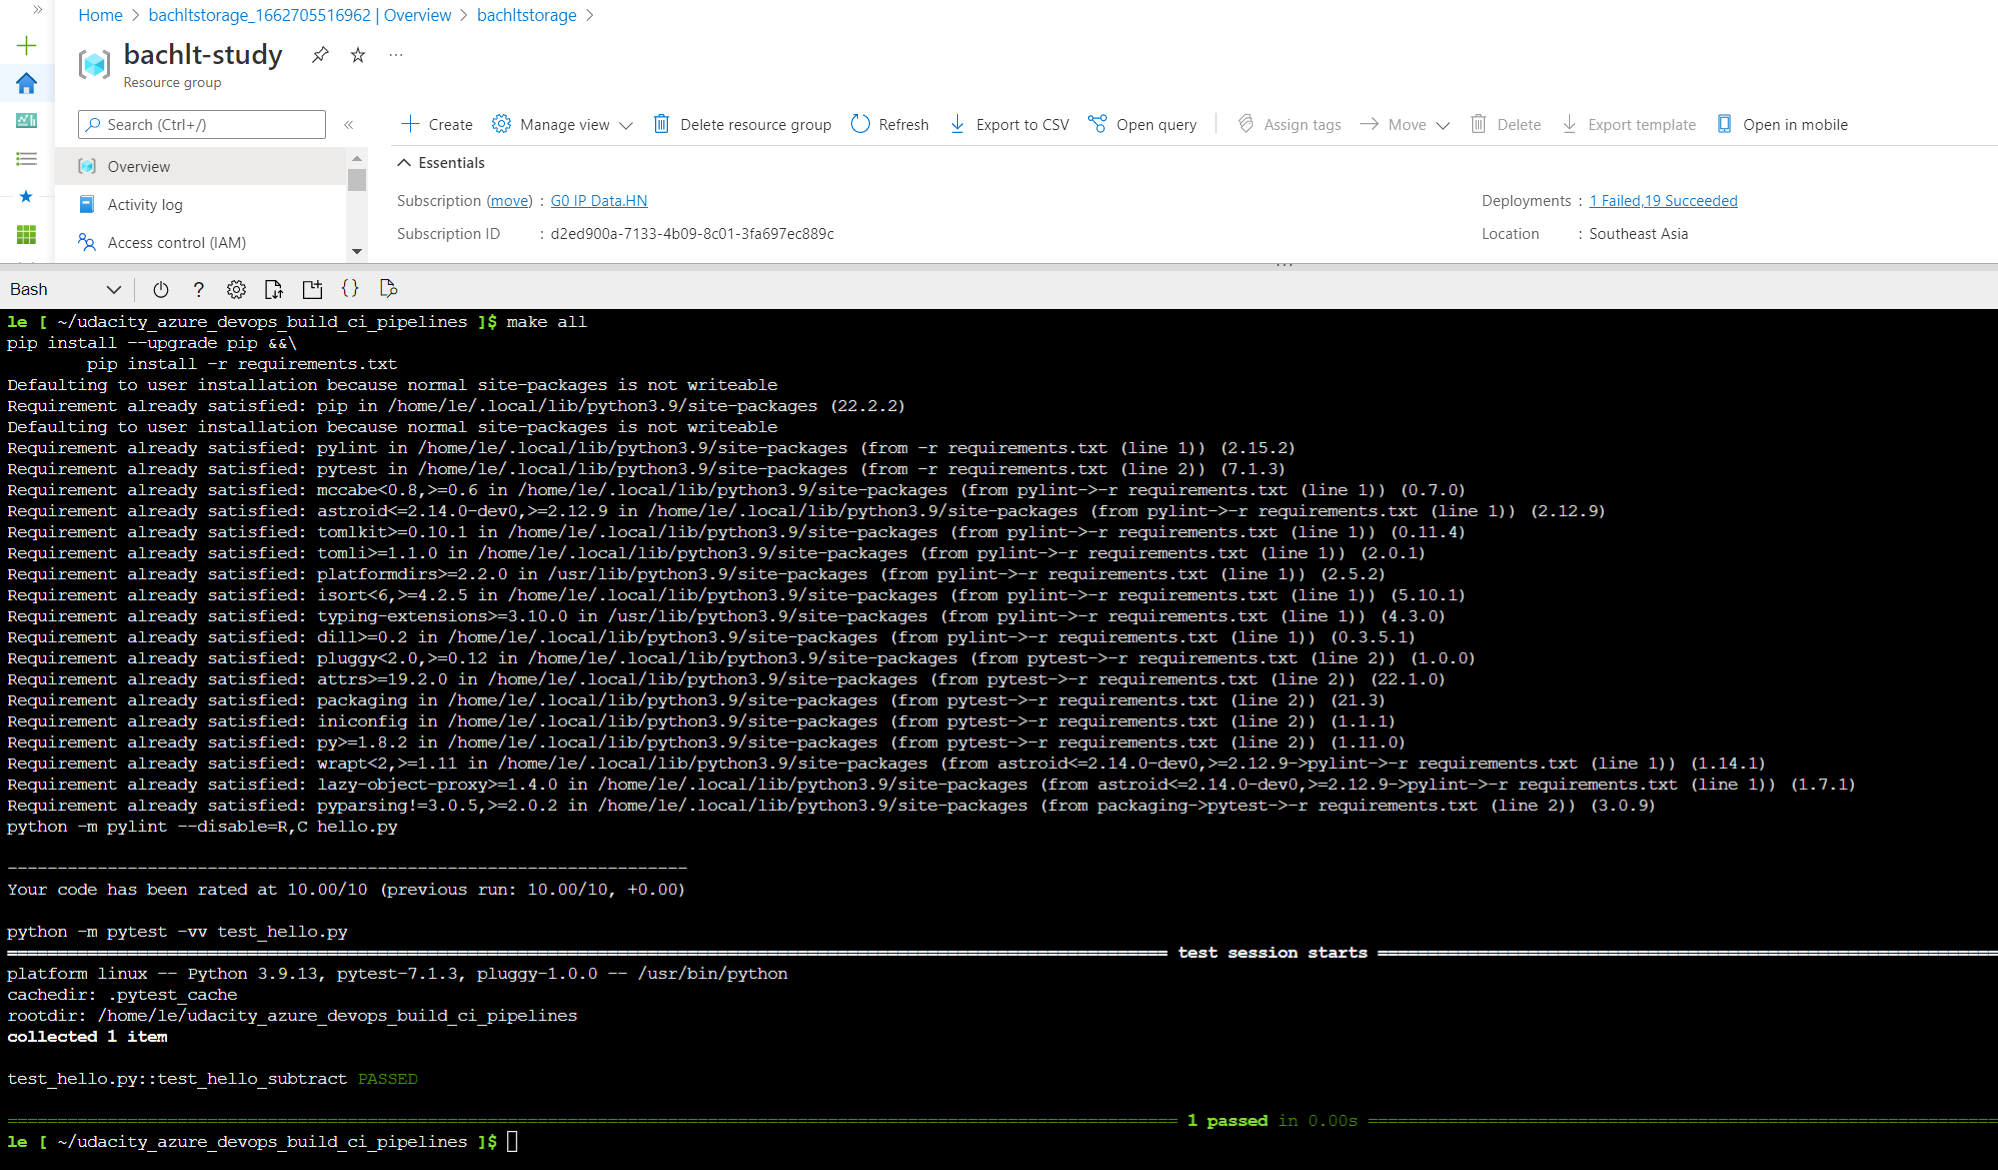 Home > bachltstorage_1662705516962 | Overview > bachltstorage >
bachlt-study
Resource group
Search (Ctrl+/)
Create Manage view Delete resource group Refresh Export to CSV Open query Assign tags Move Delete Export template Open in mobile
Overview
Activity log
Access control (IAM)
Essentials
Subscription (move) : G0 IP Data.HN
Subscription ID : d2ed900a-7133-4b09-8c01-3fa697ec889c
Deployments : 1 Failed,19 Succeeded
Location : Southeast Asia
Bash
le [ ~/udacity_azure_devops_build_ci_pipelines ]$ make all
pip install --upgrade pip &&\
pip install -r requirements.txt
Defaulting to user installation because normal site-packages is not writeable
Requirement already satisfied: pip in /home/le/.local/lib/python3.9/site-packages (22.2.2)
Defaulting to user installation because normal site-packages is not writeable
Requirement already satisfied: pylint in /home/le/.local/lib/python3.9/site-packages (from -r requirements.txt (line 1)) (2.15.2)
Requirement already satisfied: pytest in /home/le/.local/lib/python3.9/site-packages (from -r requirements.txt (line 2)) (7.1.3)
Requirement already satisfied: mccabe<0.8,>=0.6 in /home/le/.local/lib/python3.9/site-packages (from pylint->-r requirements.txt (line 1)) (0.7.0)
Requirement already satisfied: astroid<=2.14.0-dev0,>=2.12.9 in /home/le/.local/lib/python3.9/site-packages (from pylint->-r requirements.txt (line 1)) (2.12.9)
Requirement already satisfied: tomlkit>=0.10.1 in /home/le/.local/lib/python3.9/site-packages (from pylint->-r requirements.txt (line 1)) (0.11.4)
Requirement already satisfied: tomli>=1.1.0 in /home/le/.local/lib/python3.9/site-packages (from pylint->-r requirements.txt (line 1)) (2.0.1)
Requirement already satisfied: platformdirs>=2.2.0 in /usr/lib/python3.9/site-packages (from pylint->-r requirements.txt (line 1)) (2.5.2)
Requirement already satisfied: isort<6,>=4.2.5 in /home/le/.local/lib/python3.9/site-packages (from pylint->-r requirements.txt (line 1)) (5.10.1)
Requirement already satisfied: typing-extensions>=3.10.0 in /usr/lib/python3.9/site-packages (from pylint->-r requirements.txt (line 1)) (4.3.0)
Requirement already satisfied: dill>=0.2 in /home/le/.local/lib/python3.9/site-packages (from pylint->-r requirements.txt (line 1)) (0.3.5.1)
Requirement already satisfied: pluggy<2.0,>=0.12 in /home/le/.local/lib/python3.9/site-packages (from pytest->-r requirements.txt (line 2)) (1.0.0)
Requirement already satisfied: attrs>=19.2.0 in /home/le/.local/lib/python3.9/site-packages (from pytest->-r requirements.txt (line 2)) (22.1.0)
Requirement already satisfied: packaging in /home/le/.local/lib/python3.9/site-packages (from pytest->-r requirements.txt (line 2)) (21.3)
Requirement already satisfied: iniconfig in /home/le/.local/lib/python3.9/site-packages (from pytest->-r requirements.txt (line 2)) (1.1.1)
Requirement already satisfied: py>=1.8.2 in /home/le/.local/lib/python3.9/site-packages (from pytest->-r requirements.txt (line 2)) (1.11.0)
Requirement already satisfied: wrapt<2,>=1.11 in /home/le/.local/lib/python3.9/site-packages (from astroid<=2.14.0-dev0,>=2.12.9->pylint->-r requirements.txt (line 1)) (1.14.1)
Requirement already satisfied: lazy-object-proxy>=1.4.0 in /home/le/.local/lib/python3.9/site-packages (from astroid<=2.14.0-dev0,>=2.12.9->pylint->-r requirements.txt (line 1)) (1.7.1)
Requirement already satisfied: pyparsing!=3.0.5,>=2.0.2 in /home/le/.local/lib/python3.9/site-packages (from packaging->pytest->-r requirements.txt (line 2)) (3.0.9)
python -m pylint --disable=R,C hello.py
--------------------------------------------------------------------
Your code has been rated at 10.00/10 (previous run: 10.00/10, +0.00)
python -m pytest -vv test_hello.py
=== test session starts ===
platform linux -- Python 3.9.13, pytest-7.1.3, pluggy-1.0.0 -- /usr/bin/python
cachedir: .pytest_cache
rootdir: /home/le/udacity_azure_devops_build_ci_pipelines
collected 1 item
test_hello.py::test_hello_subtract PASSED
=== 1 passed in 0.00s ===
le [ ~/udacity_azure_devops_build_ci_pipelines ]$